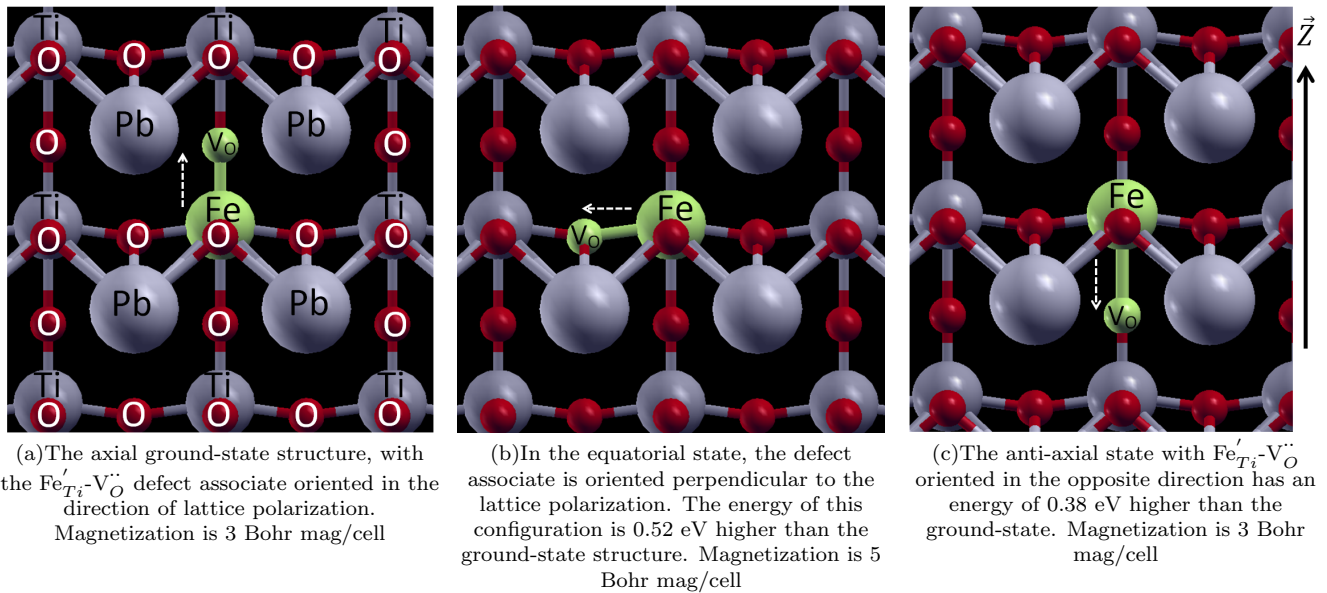 Ti Ti Ti
O O O O O
Pb Pb
O Vo O
Ti Fe Ti
O O O O O
Pb Pb
O O
Ti Ti Ti
O O O O O
(a)The axial ground-state structure, with
the Fe′Ti-V¨O defect associate oriented in the
direction of lattice polarization.
Magnetization is 3 Bohr mag/cell
Fe
Vo
(b)In the equatorial state, the defect
associate is oriented perpendicular to the
lattice polarization. The energy of this
configuration is 0.52 eV higher than the
ground-state structure. Magnetization is 5
Bohr mag/cell
Z⃗
Fe
Vo
(c)The anti-axial state with Fe′Ti-V¨O
oriented in the opposite direction has an
energy of 0.38 eV higher than the
ground-state. Magnetization is 3 Bohr
mag/cell